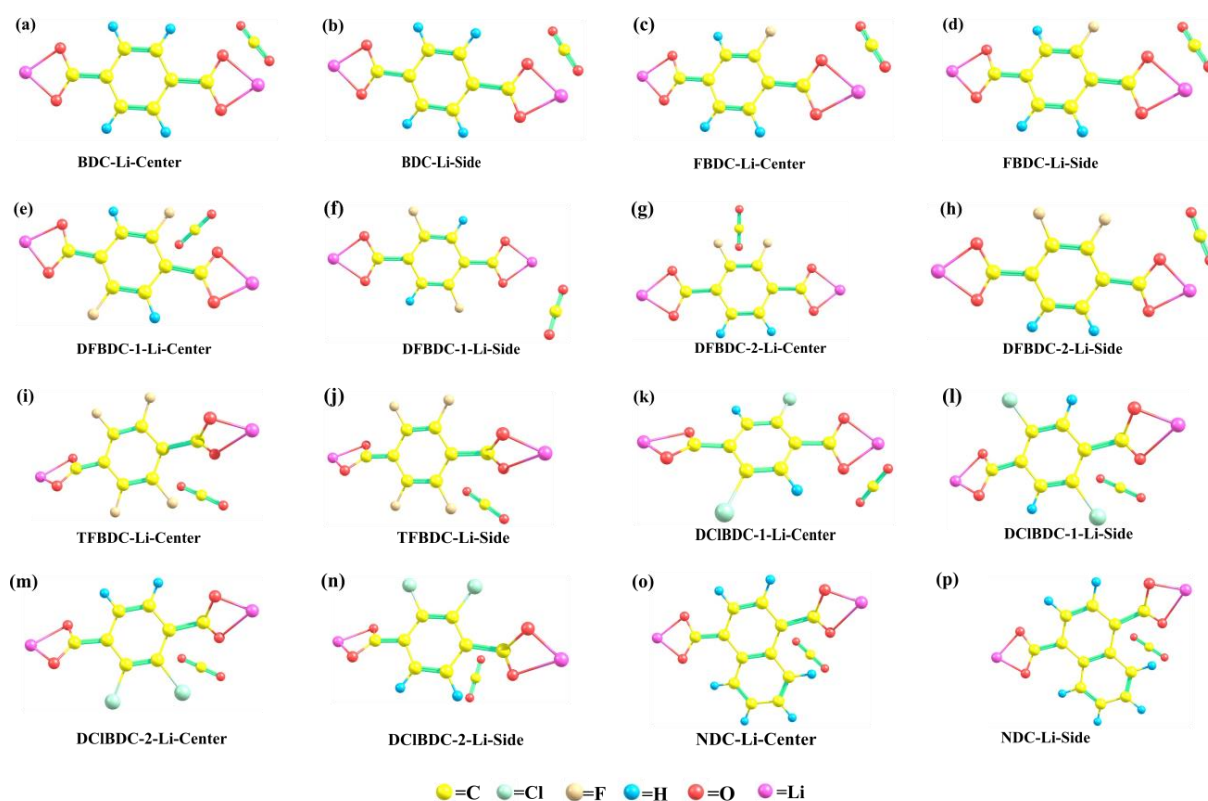 (a) (b) (c) (d)
BDC-Li-Center BDC-Li-Side FBDC-Li-Center FBDC-Li-Side
(e) (f) (g) (h)
DFBDC-1-Li-Center DFBDC-1-Li-Side DFBDC-2-Li-Center DFBDC-2-Li-Side
(i) (j) (k) (l)
TFBDC-Li-Center TFBDC-Li-Side DClBDC-1-Li-Center DClBDC-1-Li-Side
(m) (n) (o) (p)
DClBDC-2-Li-Center DClBDC-2-Li-Side NDC-Li-Center NDC-Li-Side
=C =Cl =F =H =O =Li